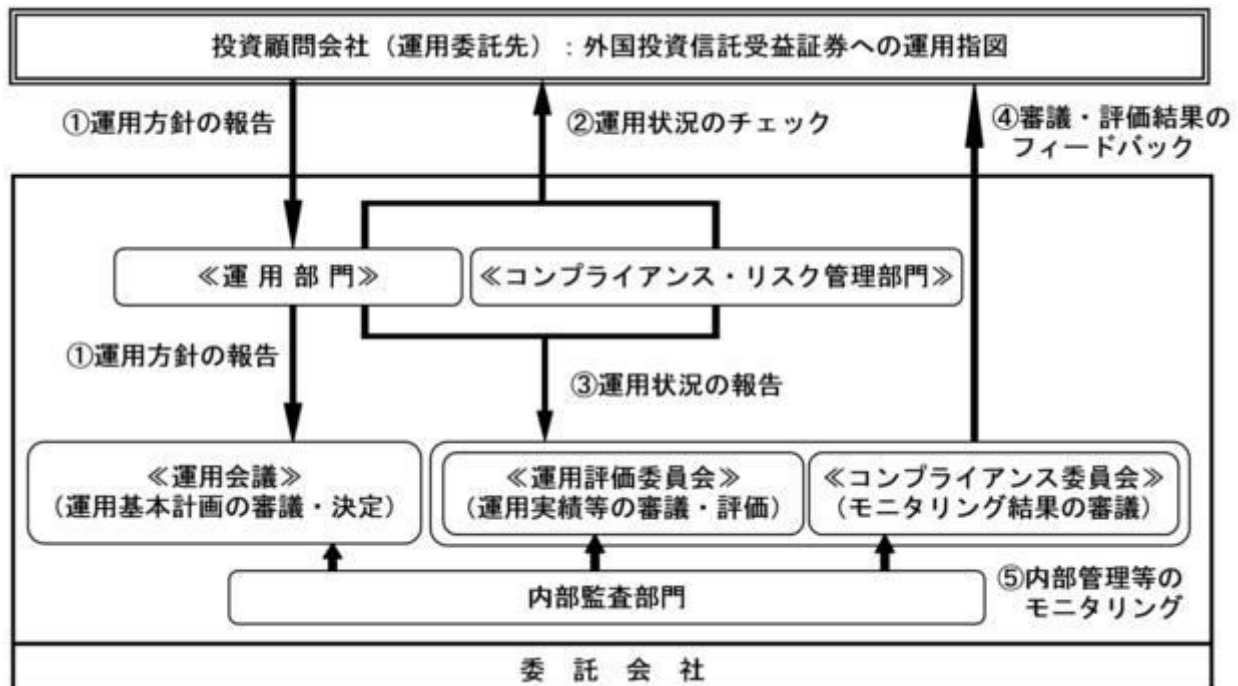 投資顧問会社（運用委託先）：外国投資信託受益証券への運用指図
①運用方針の報告
②運用状況のチェック
④審議・評価結果の
フィードバック
≪運 用 部 門≫
≪コンプライアンス・リスク管理部門≫
①運用方針の報告
③運用状況の報告
≪運用会議≫
（運用基本計画の審議・決定）
≪運用評価委員会≫
（運用実績等の審議・評価）
≪コンプライアンス委員会≫
（モニタリング結果の審議）
内部監査部門
⑤内部管理等の
モニタリング
委 託 会 社